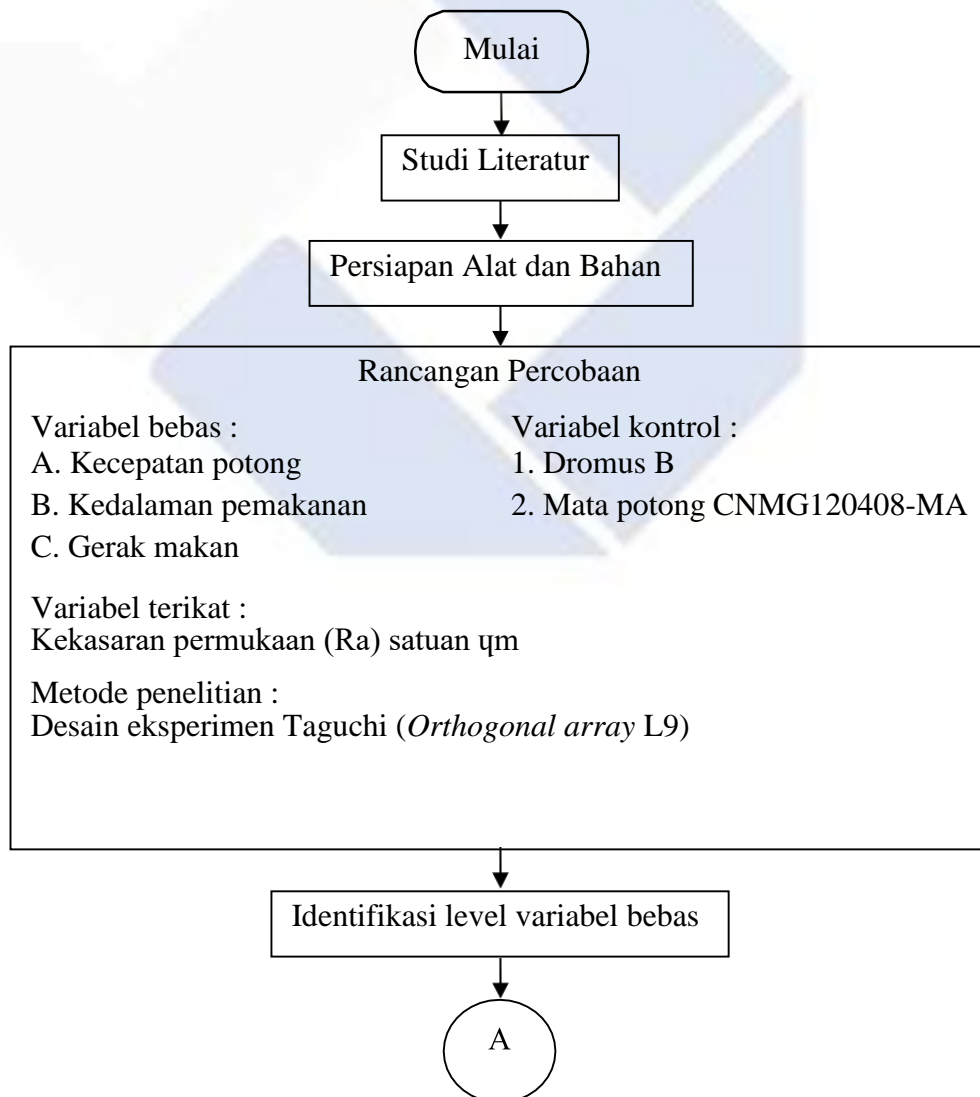 Mulai
Studi Literatur
Persiapan Alat dan Bahan
Rancangan Percobaan
Variabel bebas :
A. Kecepatan potong
B. Kedalaman pemakanan
C. Gerak makan
Variabel kontrol :
1. Dromus B
2. Mata potong CNMG120408-MA
Variabel terikat :
Kekasaran permukaan (Ra) satuan ɥm
Metode penelitian :
Desain eksperimen Taguchi (Orthogonal array L9)
Identifikasi level variabel bebas
A